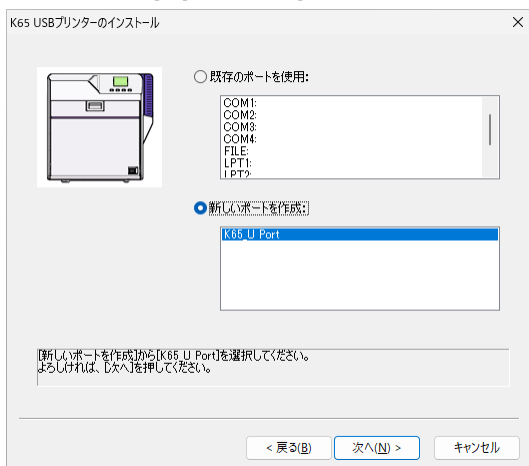 K65 USBプリンターのインストール
既存のポートを使用:
COM1:
COM2:
COM3:
COM4:
FILE:
LPT1:
LPT2:
新しいポートを作成:
K65_U Port
[新しいポートを作成]から[K65_U Port]を選択してください。
よろしければ、[次へ]を押してください。
< 戻る(B)
次へ(N) >
キャンセル